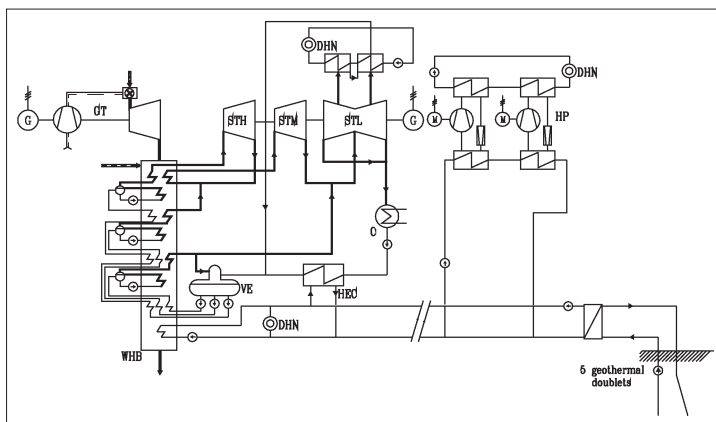 DHN
DHN
GT
G
STH
STM
STL
G
M
M
HP
C
VE
HEC
DHN
WHB
5 geothermal
doublets